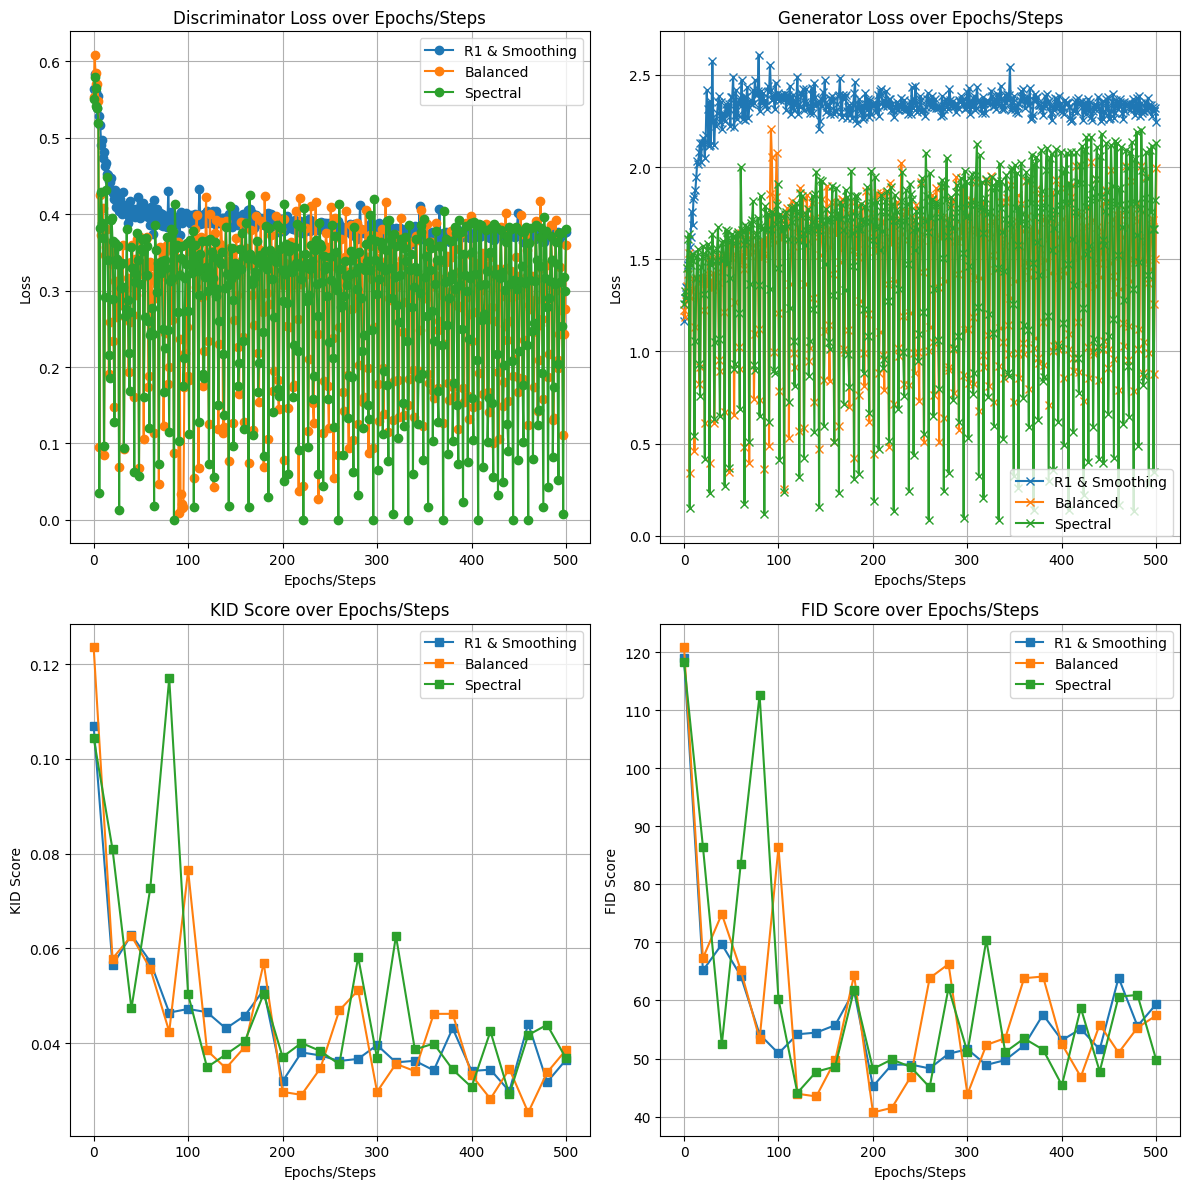 Discriminator Loss over Epochs/Steps
Loss
0.6
0.5
0.4
0.3
0.2
0.1
0.0
R1 & Smoothing
Balanced
Spectral
0
100
200
300
400
500
Epochs/Steps
Generator Loss over Epochs/Steps
Loss
2.5
2.0
1.5
1.0
0.5
0.0
R1 & Smoothing
Balanced
Spectral
0
100
200
300
400
500
Epochs/Steps
KID Score over Epochs/Steps
KID Score
0.12
0.10
0.08
0.06
0.04
R1 & Smoothing
Balanced
Spectral
0
100
200
300
400
500
Epochs/Steps
FID Score over Epochs/Steps
FID Score
120
110
100
90
80
70
60
50
40
R1 & Smoothing
Balanced
Spectral
0
100
200
300
400
500
Epochs/Steps